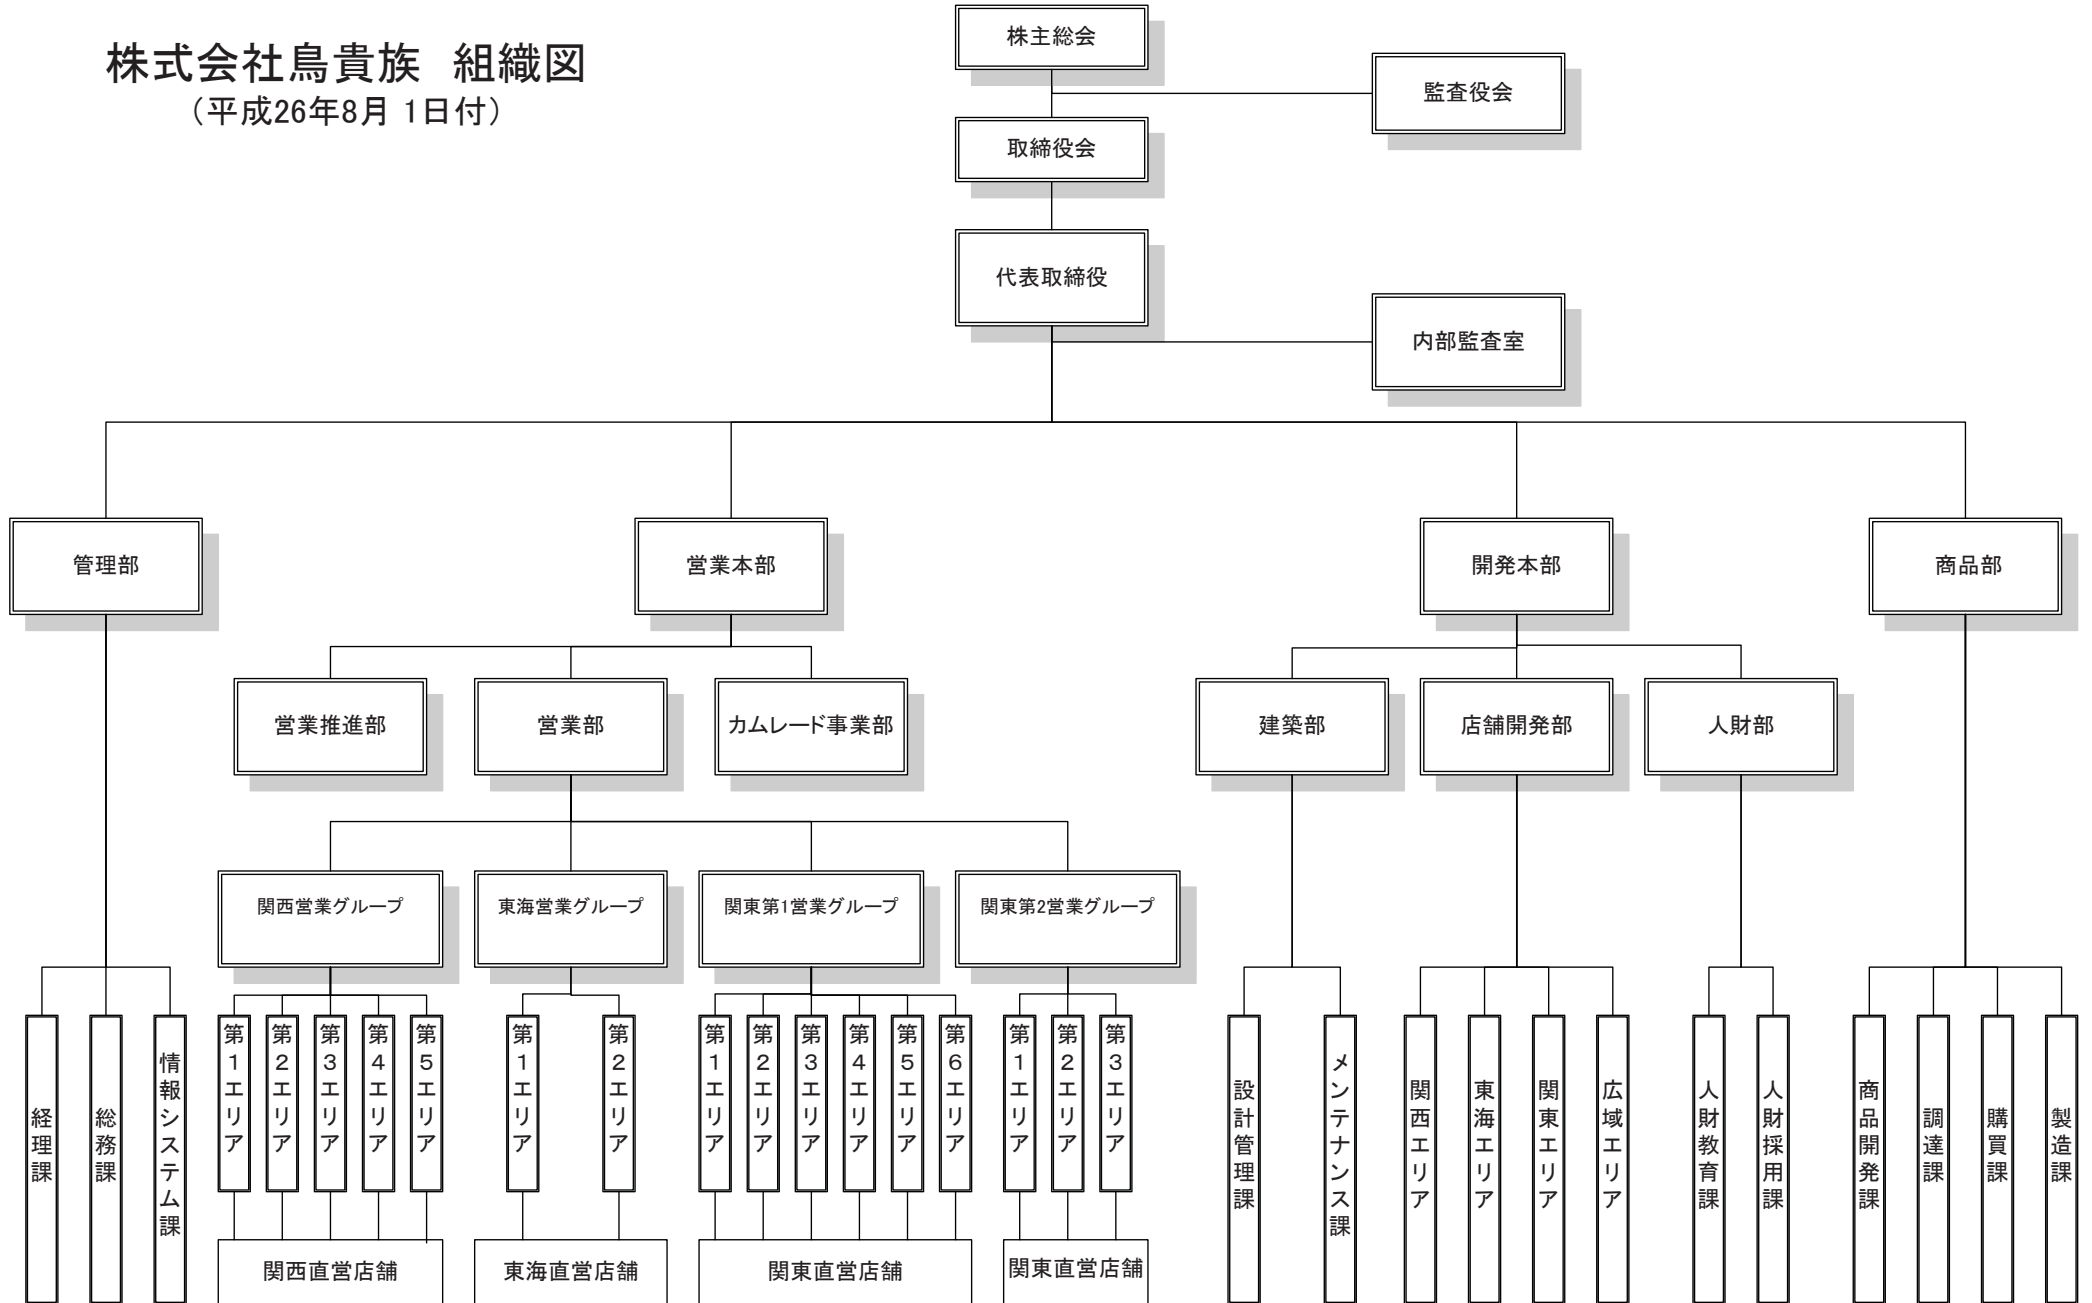 株式会社鳥貴族 組織図
（平成26年8月 1日付）
株主総会
監査役会
取締役会
代表取締役
内部監査室
管理部
営業本部
開発本部
商品部
営業推進部
営業部
カムレード事業部
建築部
店舗開発部
人財部
関西営業グループ
東海営業グループ
関東第1営業グループ
関東第2営業グループ
経理課
総務課
情報システム課
第1エリア
第2エリア
第3エリア
第4エリア
第5エリア
第1エリア
第2エリア
第1エリア
第2エリア
第3エリア
第4エリア
第5エリア
第6エリア
第1エリア
第2エリア
第3エリア
設計管理課
メンテナンス課
関西エリア
東海エリア
関東エリア
広域エリア
人財教育課
人財採用課
商品開発課
調達課
購買課
製造課
関西直営店舗
東海直営店舗
関東直営店舗
関東直営店舗